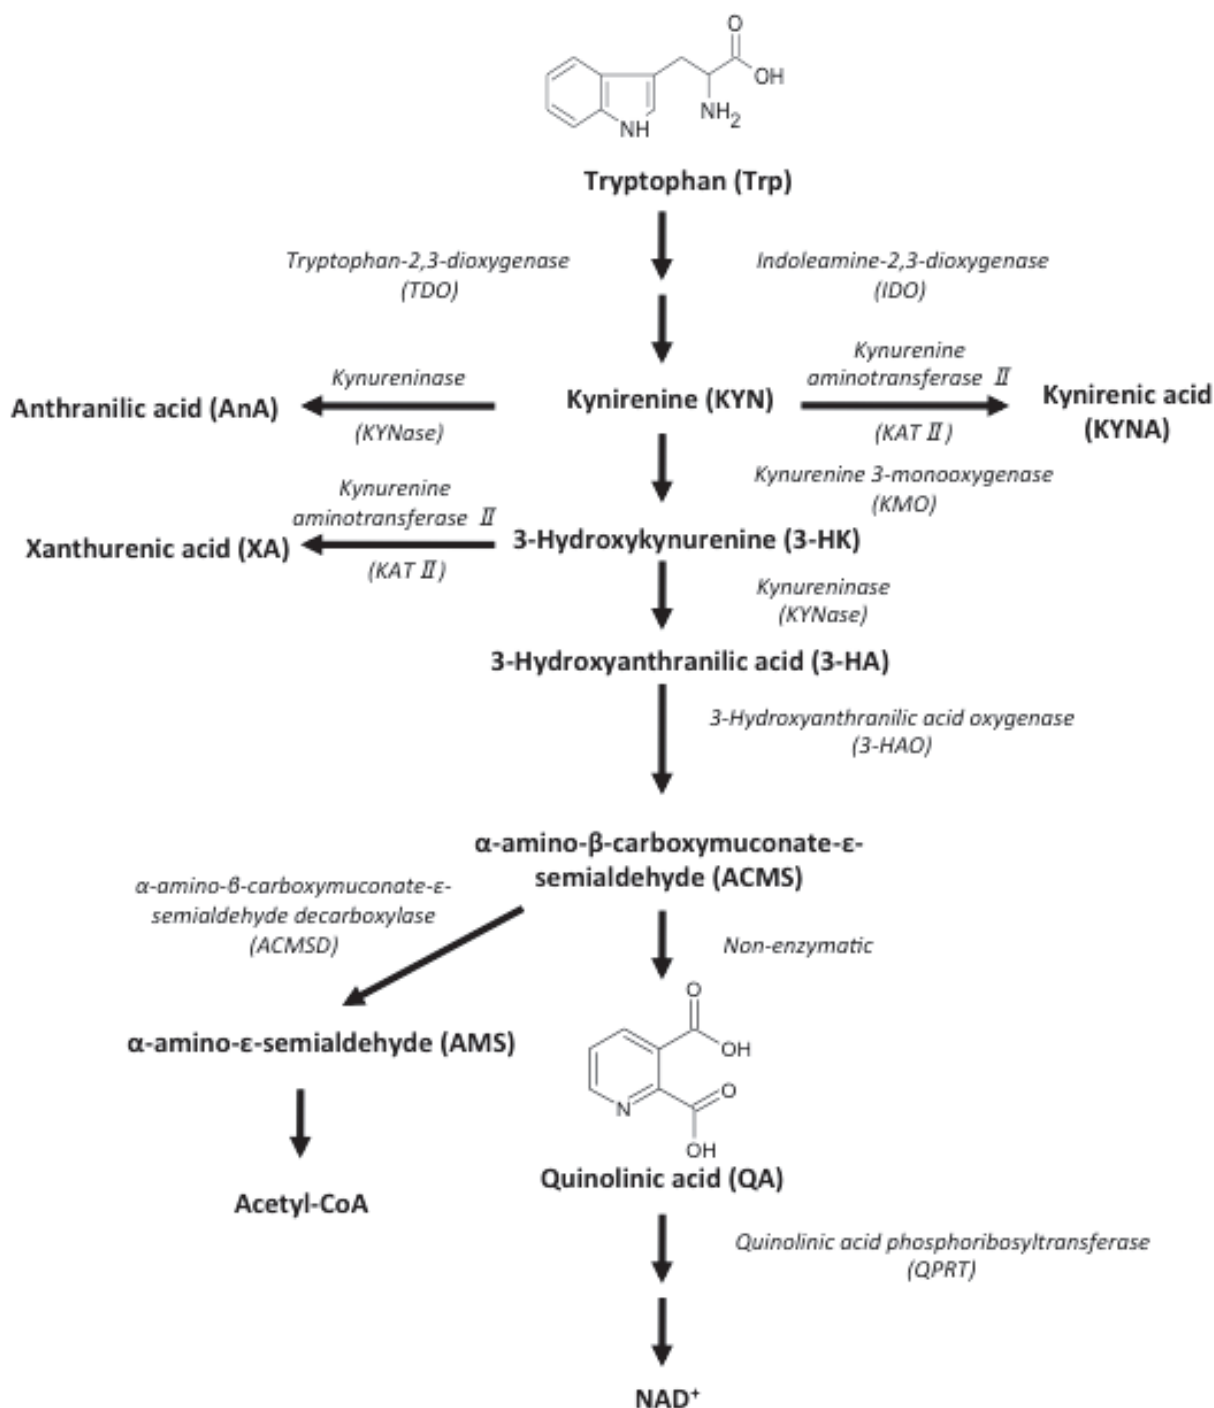 O
OH
NH2
NH
Tryptophan (Trp)
Tryptophan-2,3-dioxygenase
(TDO)
Indoleamine-2,3-dioxygenase
(IDO)
Kynureninase
(KYNase)
Anthranilic acid (AnA)
Kynirenine (KYN)
Kynurenine
aminotransferase Ⅱ
(KAT Ⅱ)
Kynirenic acid
(KYNA)
Kynurenine 3-monooxygenase
(KMO)
Kynurenine
aminotransferase Ⅱ
(KAT Ⅱ)
Xanthurenic acid (XA)
3-Hydroxykynurenine (3-HK)
Kynureninase
(KYNase)
3-Hydroxyanthranilic acid (3-HA)
3-Hydroxyanthranilic acid oxygenase
(3-HAO)
α-amino-β-carboxymuconate-ε-
semialdehyde (ACMS)
α-amino-β-carboxymuconate-ε-
semialdehyde decarboxylase
(ACMSD)
Non-enzymatic
α-amino-ε-semialdehyde (AMS)
O
OH
O
N
OH
Quinolinic acid (QA)
Acetyl-CoA
Quinolinic acid phosphoribosyltransferase
(QPRT)
NAD⁺